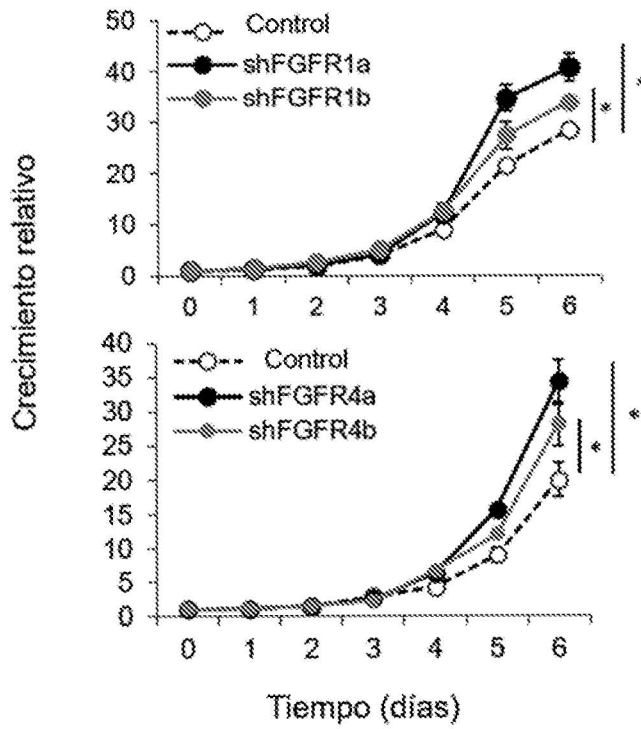 Control
shFGFR1a
shFGFR1b
50
40
30
20
10
0
*
*
0 1 2 3 4 5 6
Crecimiento relativo
Control
shFGFR4a
shFGFR4b
40
35
30
25
20
15
10
5
0
*
*
0 1 2 3 4 5 6
Tiempo (días)